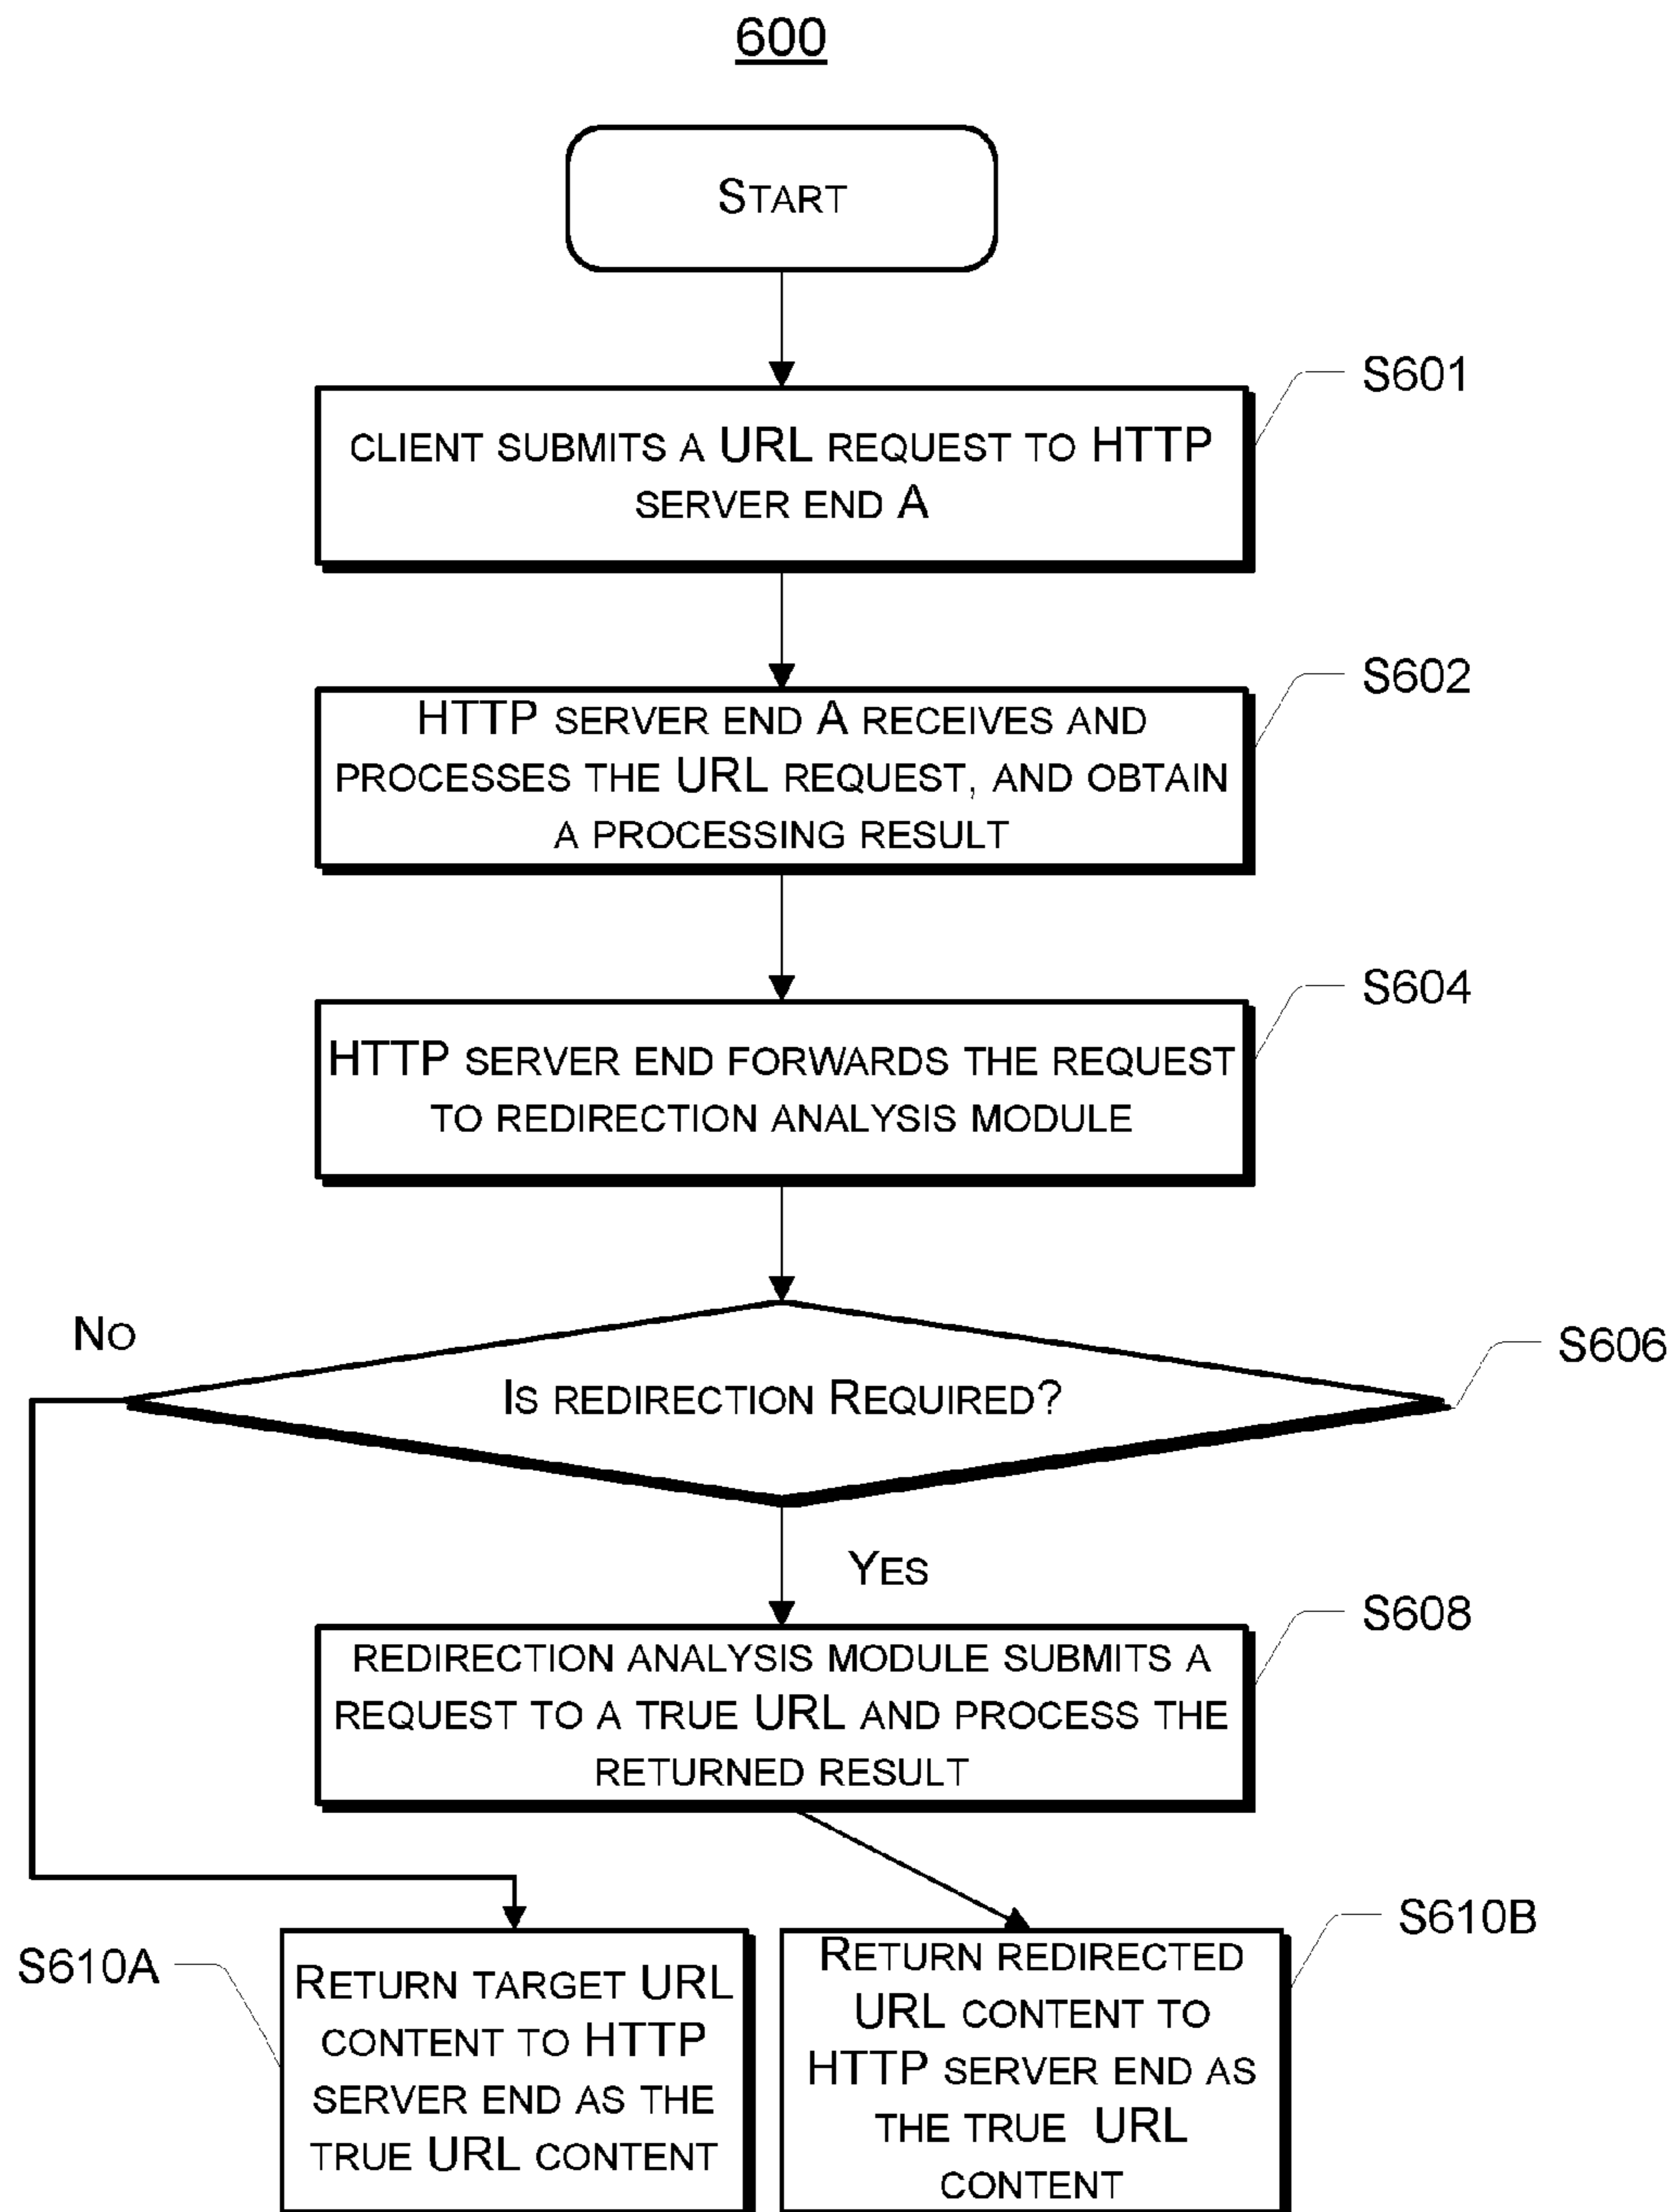 600
START
S601
CLIENT SUBMITS A URL REQUEST TO HTTP
SERVER END A
S602
HTTP SERVER END A RECEIVES AND
PROCESSES THE URL REQUEST, AND OBTAIN
A PROCESSING RESULT
S604
HTTP SERVER END FORWARDS THE REQUEST
TO REDIRECTION ANALYSIS MODULE
NO
S606
IS REDIRECTION REQUIRED?
YES
S608
REDIRECTION ANALYSIS MODULE SUBMITS A
REQUEST TO A TRUE URL AND PROCESS THE
RETURNED RESULT
S610A
RETURN TARGET URL
CONTENT TO HTTP
SERVER END AS THE
TRUE URL CONTENT
S610B
RETURN REDIRECTED
URL CONTENT TO
HTTP SERVER END AS
THE TRUE URL
CONTENT